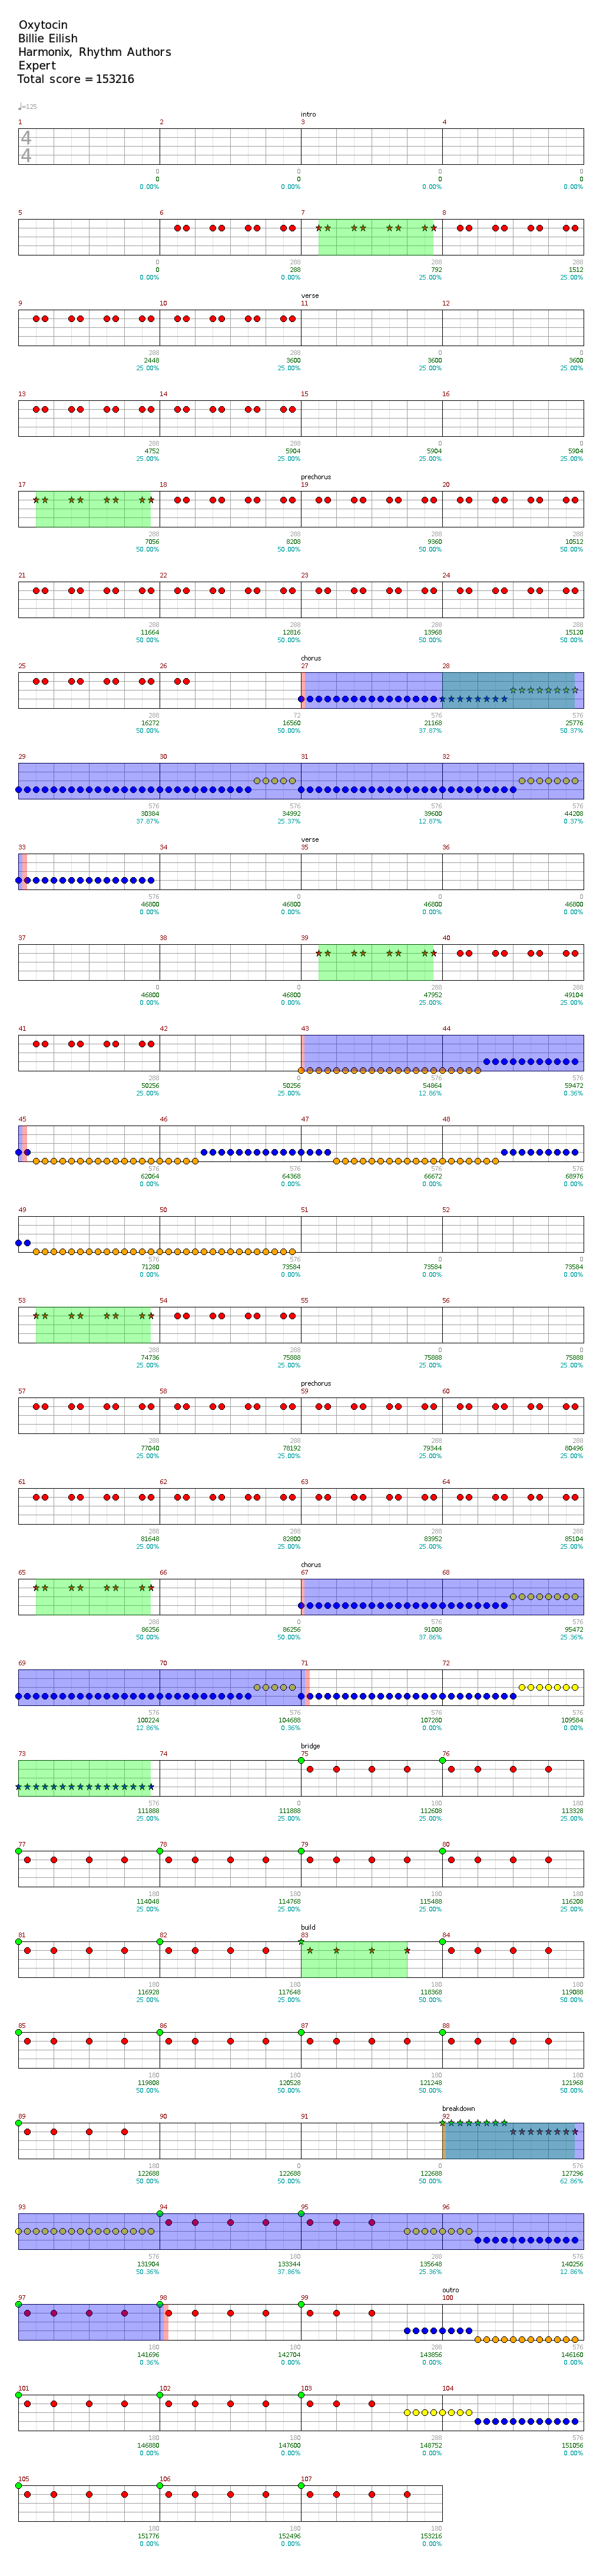 Oxytocin
Billie Eilish
Harmonix, Rhythm Authors
Expert
Total score = 153216
♩=125
intro
1 2 3 4
4
4
0 0 0 0
0 0 0 0
0.00% 0.00% 0.00% 0.00%
5 6 7 8
0 288 288 288
0 288 792 1512
0.00% 0.00% 25.00% 25.00%
verse
9 10 11 12
288 288 0 0
2448 3600 3600 3600
25.00% 25.00% 25.00% 25.00%
13 14 15 16
288 288 0 0
4752 5904 5904 5904
25.00% 25.00% 25.00% 25.00%
prechorus
17 18 19 20
288 288 288 288
7056 8208 9360 10512
50.00% 50.00% 50.00% 50.00%
21 22 23 24
288 288 288 288
11664 12816 13968 15120
50.00% 50.00% 50.00% 50.00%
chorus
25 26 27 28
288 72 576 576
16272 16560 21168 25776
50.00% 50.00% 37.87% 50.37%
29 30 31 32
576 576 576 576
30384 34992 39600 44208
37.87% 25.37% 12.87% 0.37%
verse
33 34 35 36
576 0 0 0
46800 46800 46800 46800
0.00% 0.00% 0.00% 0.00%
37 38 39 40
0 0 288 288
46800 46800 47952 49104
0.00% 0.00% 25.00% 25.00%
41 42 43 44
288 0 576 576
50256 50256 54864 59472
25.00% 25.00% 12.86% 0.36%
45 46 47 48
576 576 576 576
62064 64368 66672 68976
0.00% 0.00% 0.00% 0.00%
49 50 51 52
576 576 0 0
71280 73584 73584 73584
0.00% 0.00% 0.00% 0.00%
53 54 55 56
288 288 0 0
74736 75888 75888 75888
25.00% 25.00% 25.00% 25.00%
prechorus
57 58 59 60
288 288 288 288
77040 78192 79344 80496
25.00% 25.00% 25.00% 25.00%
61 62 63 64
288 288 288 288
81648 82800 83952 85104
25.00% 25.00% 25.00% 25.00%
chorus
65 66 67 68
288 0 576 576
86256 86256 91008 95472
50.00% 50.00% 37.86% 25.36%
69 70 71 72
576 576 576 576
100224 104688 107280 109584
12.86% 0.36% 0.00% 0.00%
bridge
73 74 75 76
576 0 180 180
111888 111888 112608 113328
25.00% 25.00% 25.00% 25.00%
77 78 79 80
180 180 180 180
114048 114768 115488 116208
25.00% 25.00% 25.00% 25.00%
build
81 82 83 84
180 180 180 180
116928 117648 118368 119088
25.00% 25.00% 50.00% 50.00%
85 86 87 88
180 180 180 180
119808 120528 121248 121968
50.00% 50.00% 50.00% 50.00%
breakdown
89 90 91 92
180 0 0 576
122688 122688 122688 127296
50.00% 50.00% 50.00% 62.86%
93 94 95 96
576 180 288 576
131904 133344 135648 140256
50.36% 37.86% 25.36% 12.86%
outro
97 98 99 100
180 180 288 576
141696 142704 143856 146160
0.36% 0.00% 0.00% 0.00%
101 102 103 104
180 180 288 576
146880 147600 148752 151056
0.00% 0.00% 0.00% 0.00%
105 106 107
180 180 180
151776 152496 153216
0.00% 0.00% 0.00%